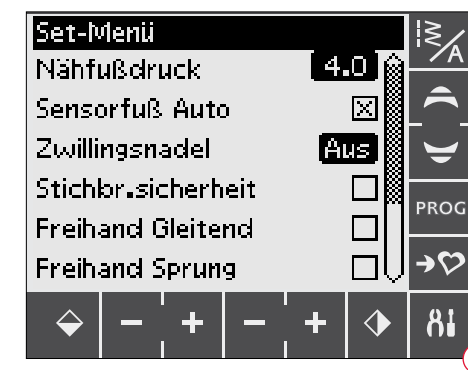 Set-Menü
Nähfußdruck 4.0
Sensorfuß Auto
Zwillingsnadel Aus
Stichbr.sicherheit
Freihand Gleitend
Freihand Sprung
A
PROG
− + − +